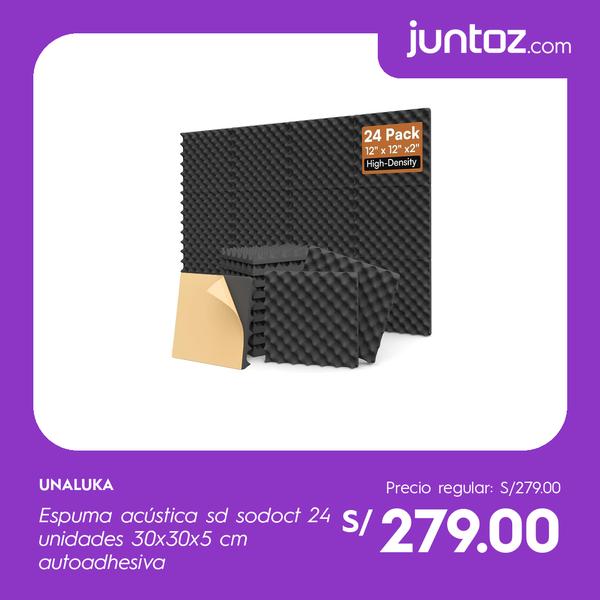 juntoz.com
24 Pack
12" x 12" x2"
High-Density
UNALUKA
Espuma acústica sd sodoct 24
unidades 30x30x5 cm
autoadhesiva
Precio regular: S/279.00
S/ 279.00